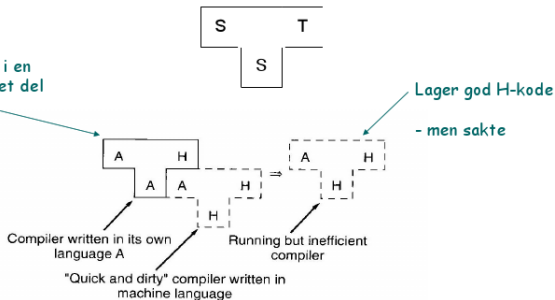 S T
S
i en
et del
Lager god H-kode
- men sakte
A H A H ⇒ A H
A A H H
H
Compiler written in its own
language A
Running but inefficient
compiler
"Quick and dirty" compiler written in
machine language